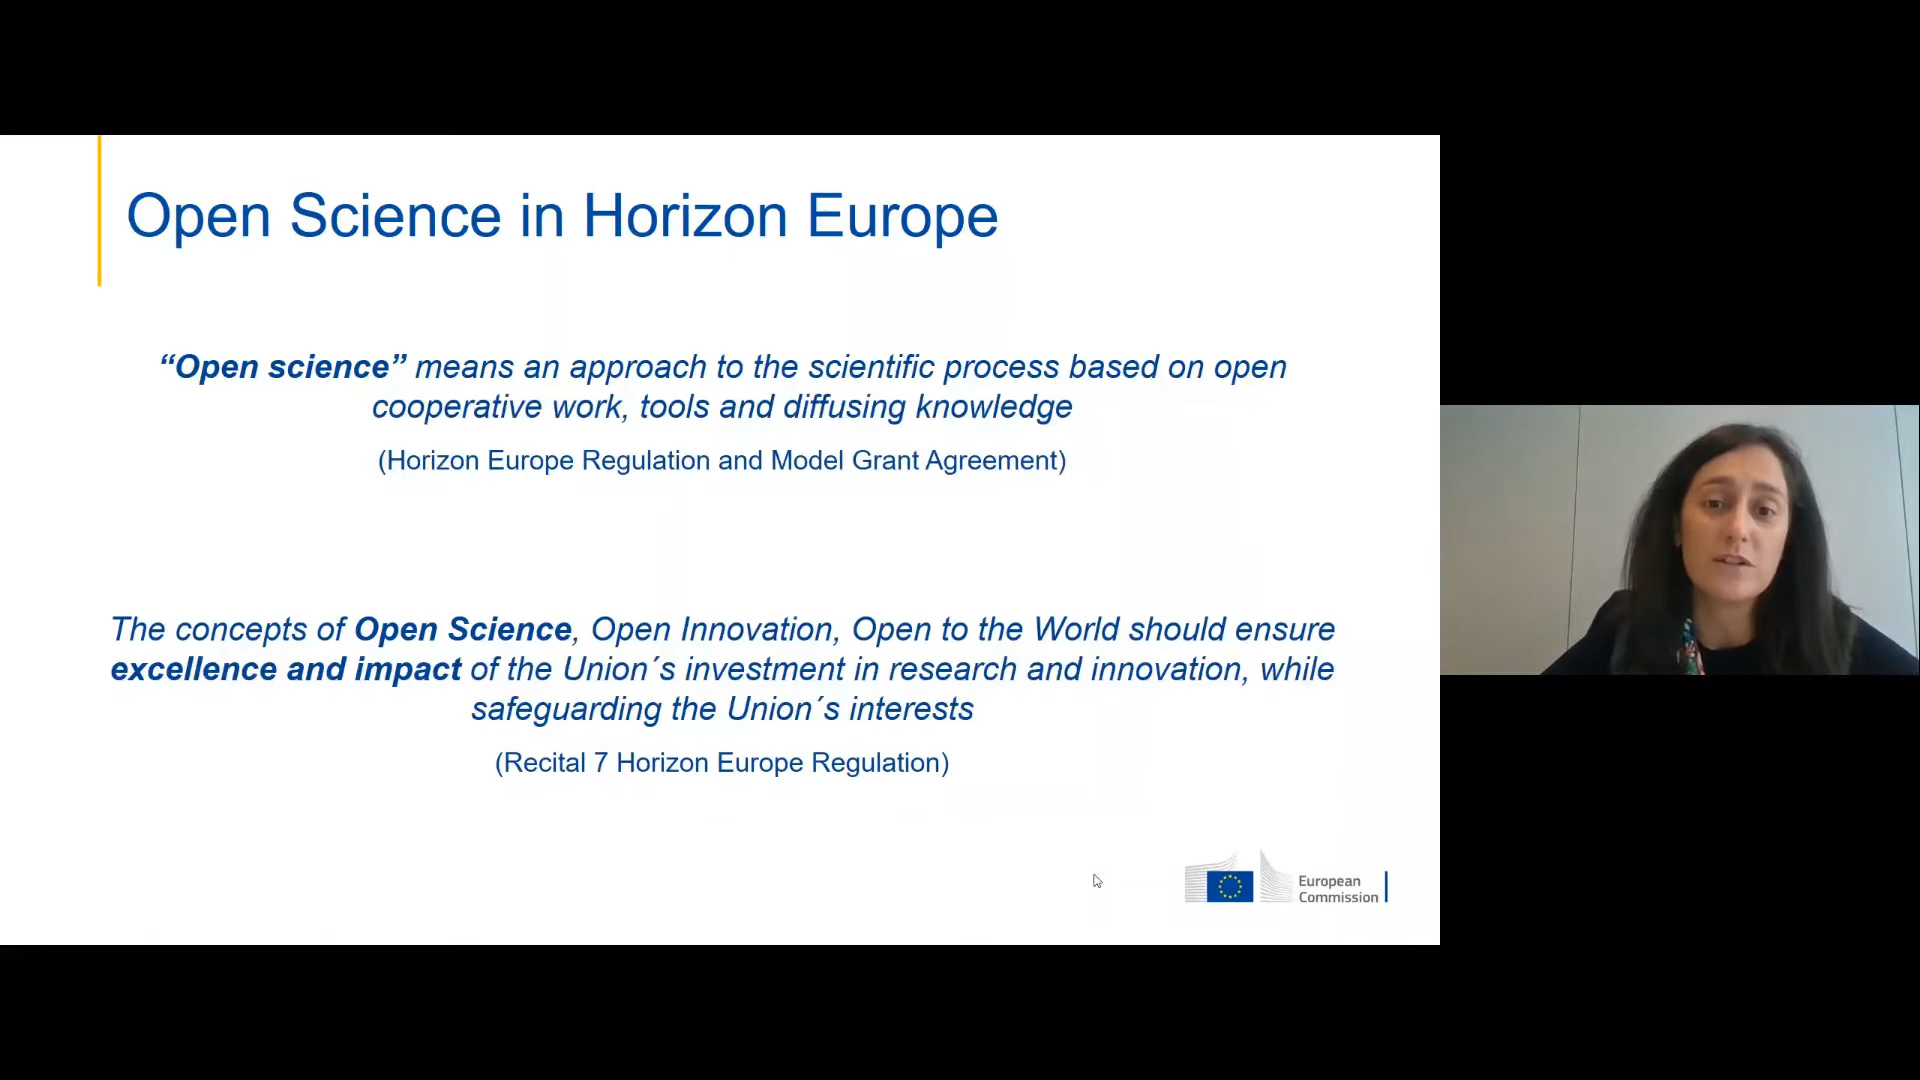 Open Science in Horizon Europe
“Open science” means an approach to the scientific process based on open
cooperative work, tools and diffusing knowledge
(Horizon Europe Regulation and Model Grant Agreement)
The concepts of Open Science, Open Innovation, Open to the World should ensure
excellence and impact of the Union´s investment in research and innovation, while
safeguarding the Union´s interests
(Recital 7 Horizon Europe Regulation)
European
Commission